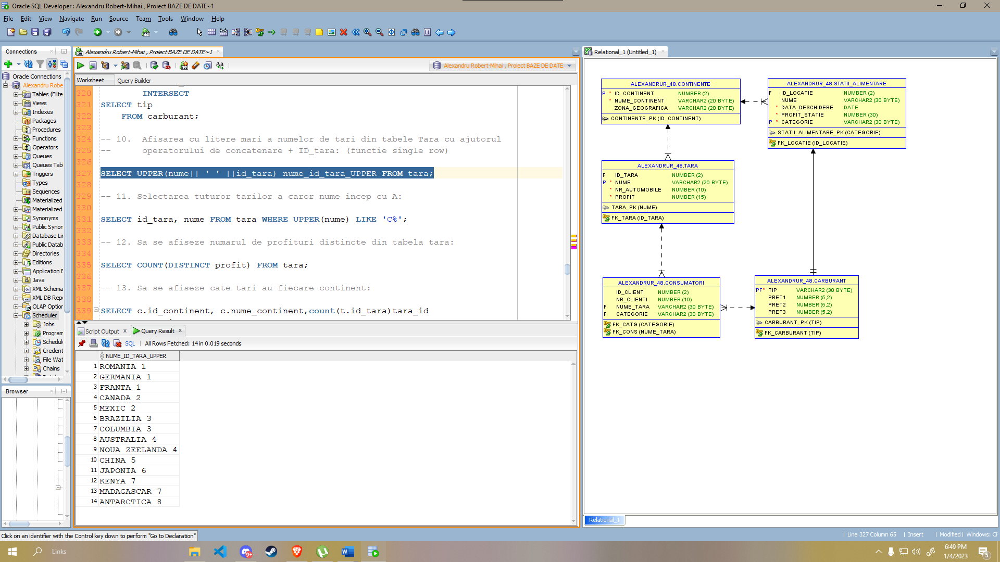 Oracle SQL Developer : Alexandru Robert-Mihai , Proiect BAZE DE DATE~1
File Edit View Navigate Run Source Team Tools Window Help
Connections
Oracle Connections
Alexandru Robe
Tables (Filte
Views
Indexes
Packages
Procedures
Functions
Operators
Queues
Queues Tabl
Triggers
Types
Sequences
Materialized
Materialized
Synonyms
Public Synon
Database Lin
Public Datab
Directories
Editions
Application E
Java
XML Schema
XML DB Repo
OLAP Option
Scheduler
Jobs
Program
Schedul
Credent
File Wat
Chains
Browser
Alexandru Robert-Mihai , Proiect BAZE DE DATE~1
Alexandru Robert-Mihai , Proiect BAZE DE DATE
Worksheet Query Builder
320 INTERSECT
321 SELECT tip
322 FROM carburant;
323
324 -- 10. Afisarea cu litere mari a numelor de tari din tabele Tara cu ajutorul
325 -- operatorului de concatenare + ID_tara: (functie single row)
326
327 SELECT UPPER(nume|| ' ' ||id_tara) nume_id_tara_UPPER FROM tara;
328
329 -- 11. Selectarea tuturor tarilor a caror nume incep cu A:
330
331 SELECT id_tara, nume FROM tara WHERE UPPER(nume) LIKE 'C%';
332
333 -- 12. Sa se afiseze numarul de profituri distincte din tabela tara:
334
335 SELECT COUNT(DISTINCT profit) FROM tara;
336
337 -- 13. Sa se afiseze cate tari au fiecare continent:
338
339 SELECT c.id_continent, c.nume_continent,count(t.id_tara)tara_id
Script Output x Query Result x
SQL | All Rows Fetched: 14 in 0.019 seconds
NUME_ID_TARA_UPPER
1 ROMANIA 1
2 GERMANIA 1
3 FRANTA 1
4 CANADA 2
5 MEXIC 2
6 BRAZILIA 3
7 COLUMBIA 3
8 AUSTRALIA 4
9 NOUA ZEELANDA 4
10 CHINA 5
11 JAPONIA 6
12 KENYA 7
13 MADAGASCAR 7
14 ANTARCTICA 8
Relational_1 (Untitled_1)
ALEXANDRUR_48.CONTINENTE
P * ID_CONTINENT NUMBER (2)
* NUME_CONTINENT VARCHAR2 (20 BYTE)
ZONA_GEOGRAFICA VARCHAR2 (20 BYTE)
CONTINENTE_PK (ID_CONTINENT)
ALEXANDRUR_48.STATII_ALIMENTARE
F ID_LOCATIE NUMBER (2)
NUME VARCHAR2 (30 BYTE)
* DATA_DESCHIDERE DATE
* PROFIT_STATIE NUMBER (30)
P * CATEGORIE VARCHAR2 (30 BYTE)
STATII_ALIMENTARE_PK (CATEGORIE)
FK_LOCATIE (ID_LOCATIE)
ALEXANDRUR_48.TARA
F ID_TARA NUMBER (2)
P * NUME VARCHAR2 (20 BYTE)
* NR_AUTOMOBILE NUMBER (10)
* PROFIT NUMBER (15)
TARA_PK (NUME)
FK_TARA (ID_TARA)
ALEXANDRUR_48.CONSUMATORI
ID_CLIENT NUMBER (2)
NR_CLIENTI NUMBER (10)
F NUME_TARA VARCHAR2 (30 BYTE)
F CATEGORIE VARCHAR2 (30 BYTE)
FK_CATG (CATEGORIE)
FK_CONS (NUME_TARA)
ALEXANDRUR_48.CARBURANT
PF* TIP VARCHAR2 (30 BYTE)
PRET1 NUMBER (5,2)
PRET2 NUMBER (5,2)
PRET3 NUMBER (5,2)
CARBURANT_PK (TIP)
FK_CARBURANT (TIP)
Relational_1
Click on an identifier with the Control key down to perform "Go to Declaration"
| Line 327 Column 65 | Insert | Modified | Windows: CF
Links
9+
6:49 PM
1/4/2023
5